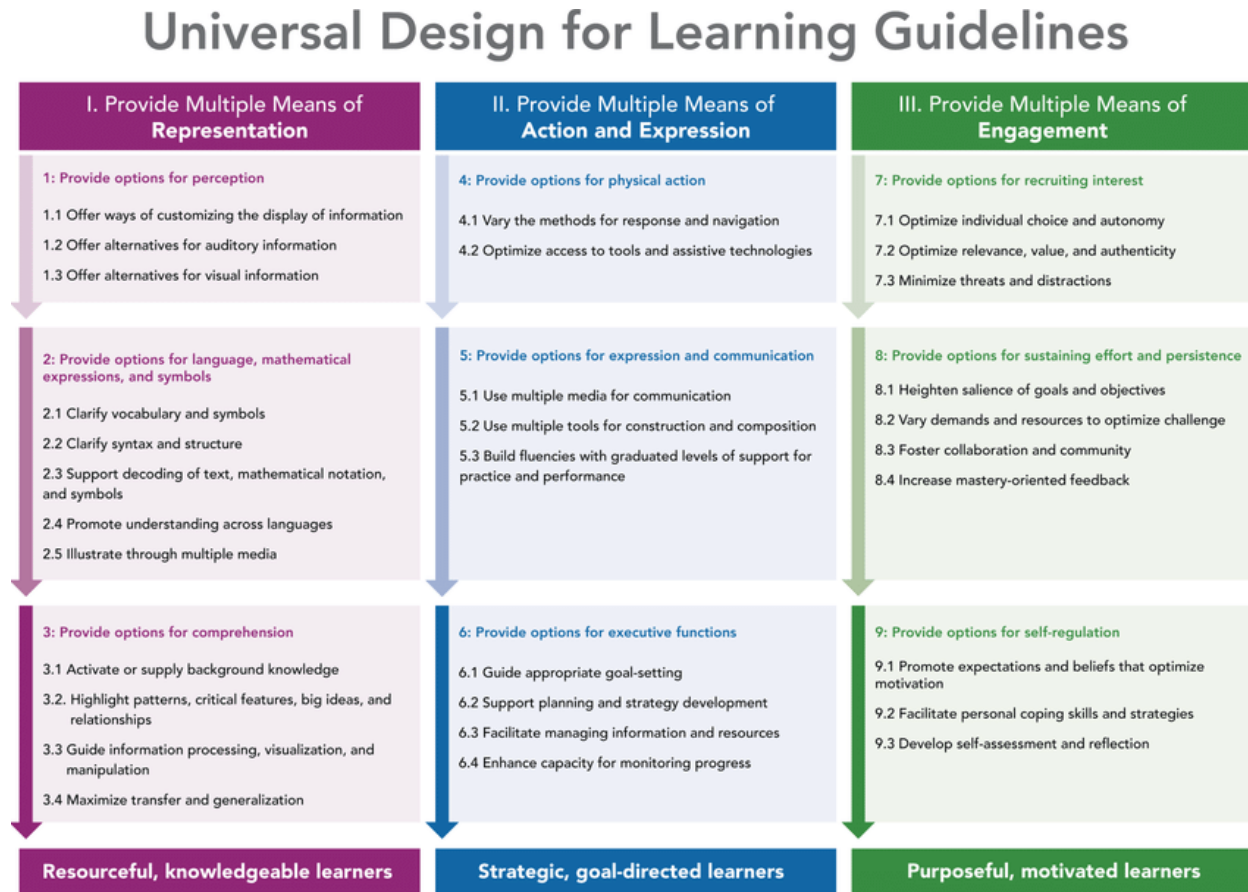 Universal Design for Learning Guidelines
I. Provide Multiple Means of
Representation
1: Provide options for perception
1.1 Offer ways of customizing the display of information
1.2 Offer alternatives for auditory information
1.3 Offer alternatives for visual information
2: Provide options for language, mathematical
expressions, and symbols
2.1 Clarify vocabulary and symbols
2.2 Clarify syntax and structure
2.3 Support decoding of text, mathematical notation,
and symbols
2.4 Promote understanding across languages
2.5 Illustrate through multiple media
3: Provide options for comprehension
3.1 Activate or supply background knowledge
3.2. Highlight patterns, critical features, big ideas, and
relationships
3.3 Guide information processing, visualization, and
manipulation
3.4 Maximize transfer and generalization
Resourceful, knowledgeable learners
II. Provide Multiple Means of
Action and Expression
4: Provide options for physical action
4.1 Vary the methods for response and navigation
4.2 Optimize access to tools and assistive technologies
5: Provide options for expression and communication
5.1 Use multiple media for communication
5.2 Use multiple tools for construction and composition
5.3 Build fluencies with graduated levels of support for
practice and performance
6: Provide options for executive functions
6.1 Guide appropriate goal-setting
6.2 Support planning and strategy development
6.3 Facilitate managing information and resources
6.4 Enhance capacity for monitoring progress
Strategic, goal-directed learners
III. Provide Multiple Means of
Engagement
7: Provide options for recruiting interest
7.1 Optimize individual choice and autonomy
7.2 Optimize relevance, value, and authenticity
7.3 Minimize threats and distractions
8: Provide options for sustaining effort and persistence
8.1 Heighten salience of goals and objectives
8.2 Vary demands and resources to optimize challenge
8.3 Foster collaboration and community
8.4 Increase mastery-oriented feedback
9: Provide options for self-regulation
9.1 Promote expectations and beliefs that optimize
motivation
9.2 Facilitate personal coping skills and strategies
9.3 Develop self-assessment and reflection
Purposeful, motivated learners